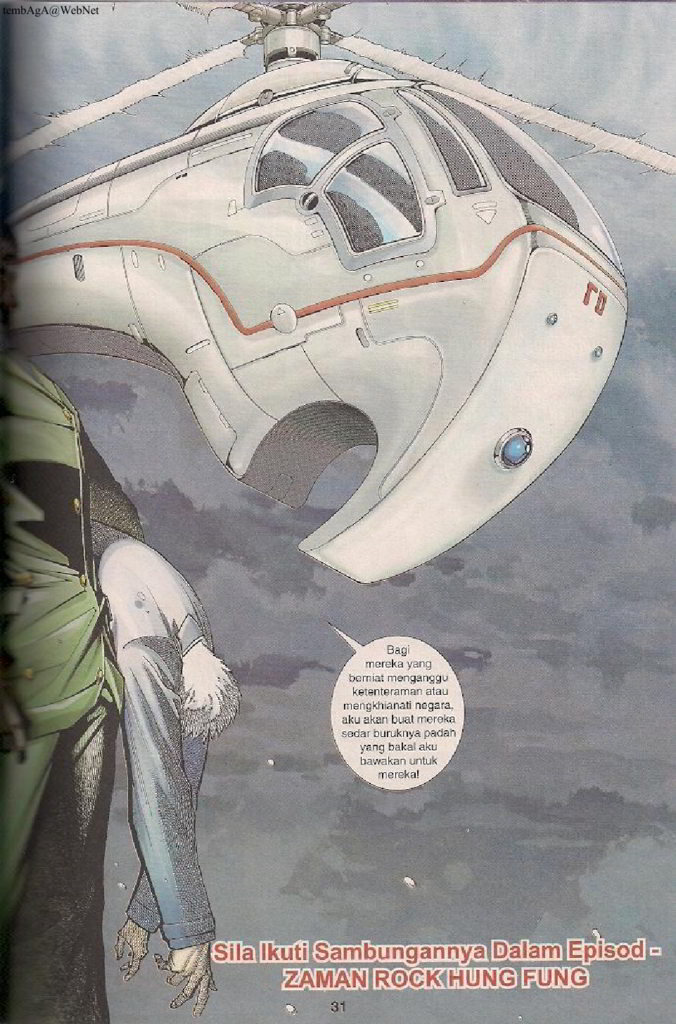 tembAgA@WebNet
Bagi
mereka yang
berniat menganggu
ketenteraman atau
mengkhianati negara,
aku akan buat mereka
sedar buruknya padah
yang bakal aku
bawakan untuk
mereka!
Sila Ikuti Sambungannya Dalam Episod -
ZAMAN ROCK HUNG FUNG
31